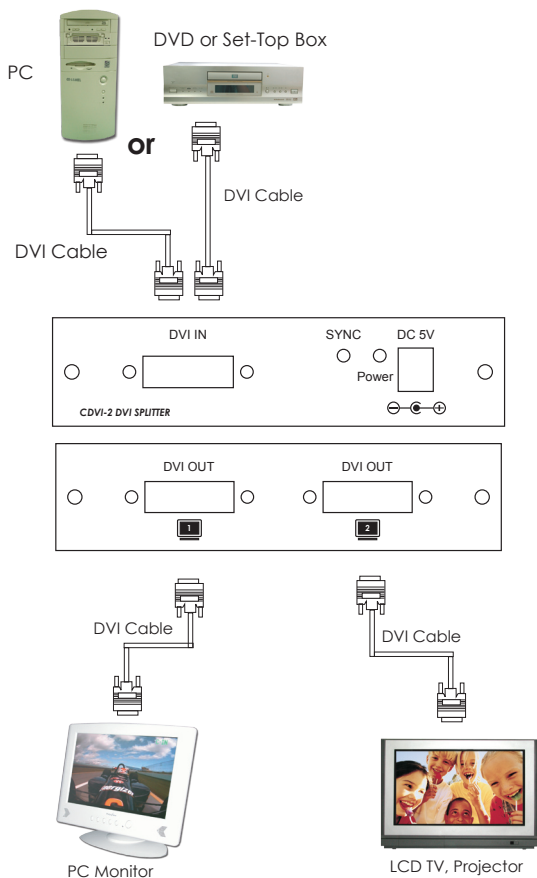 DVD or Set-Top Box
PC
or
DVI Cable
DVI Cable
DVI IN
SYNC
DC 5V
Power
CDVI-2 DVI SPLITTER
DVI OUT
DVI OUT
1
2
DVI Cable
DVI Cable
PC Monitor
LCD TV, Projector